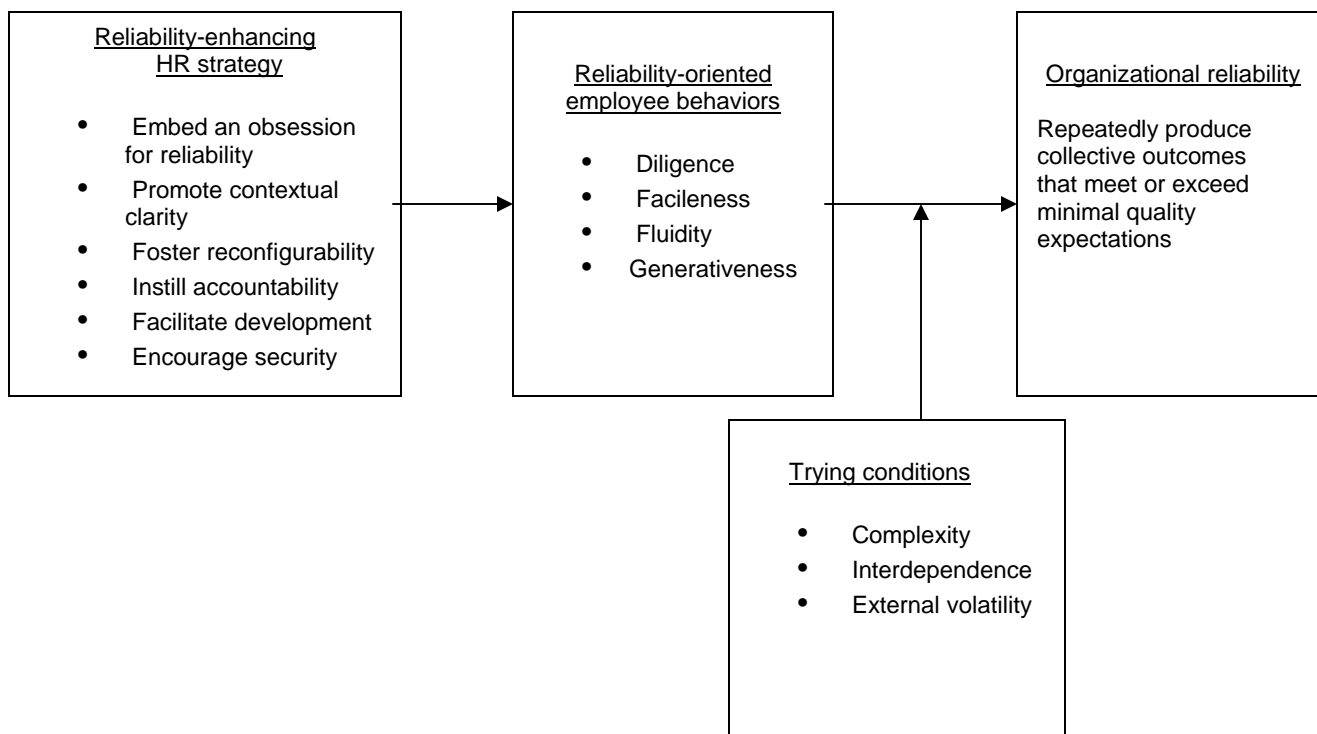 Reliability-enhancing
HR strategy
• Embed an obsession
for reliability
• Promote contextual
clarity
• Foster reconfigurability
• Instill accountability
• Facilitate development
• Encourage security
Reliability-oriented
employee behaviors
• Diligence
• Facileness
• Fluidity
• Generativeness
Organizational reliability
Repeatedly produce
collective outcomes
that meet or exceed
minimal quality
expectations
Trying conditions
• Complexity
• Interdependence
• External volatility